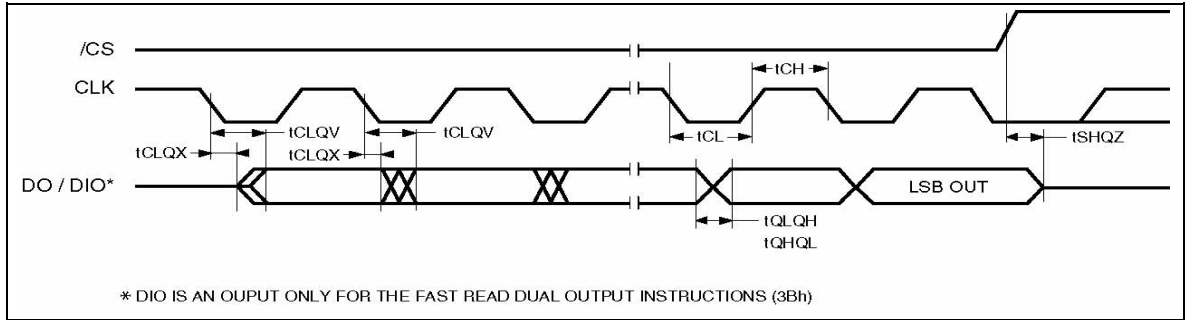 /CS
CLK
tCH
tCLQV
tCLQV
tCL
tSHQZ
tCLQX
tCLQX
DO / DIO*
LSB OUT
tQLQH
tQHQL
* DIO IS AN OUPUT ONLY FOR THE FAST READ DUAL OUTPUT INSTRUCTIONS (3Bh)